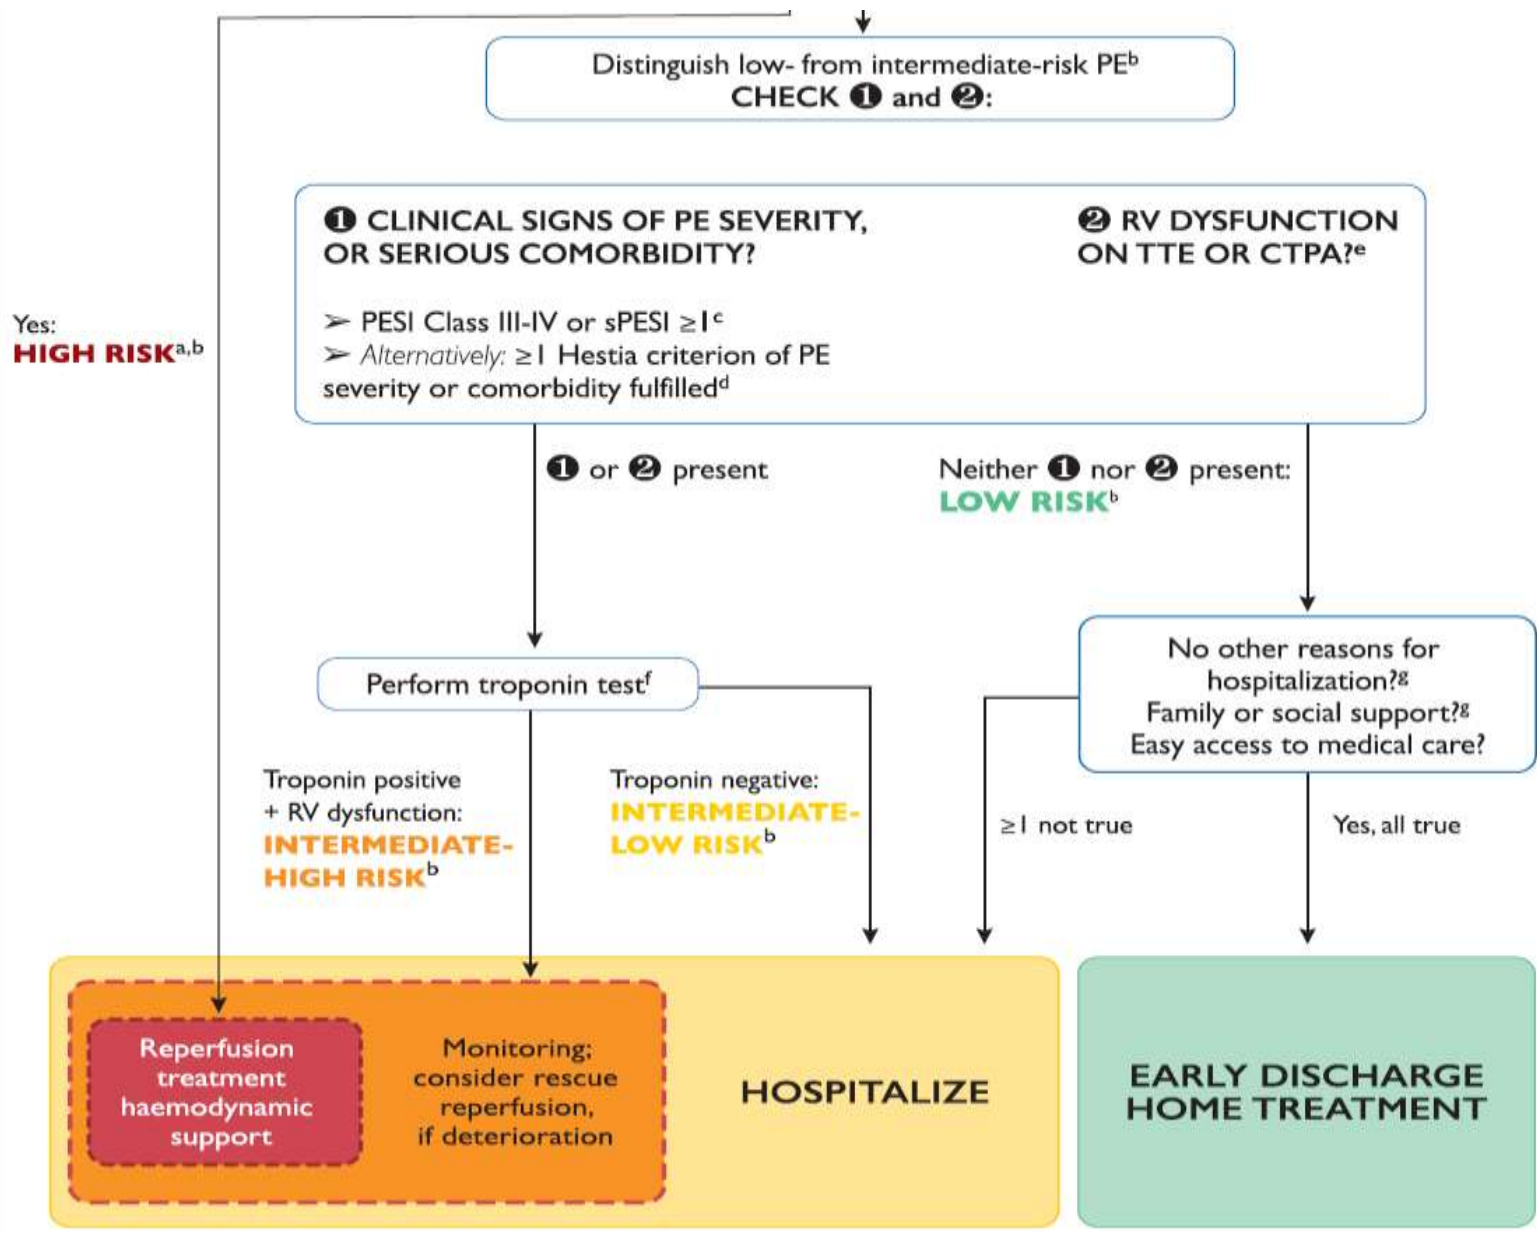 Distinguish low- from intermediate-risk PEᵇ
CHECK ❶ and ❷:
❶ CLINICAL SIGNS OF PE SEVERITY,
OR SERIOUS COMORBIDITY?
➢ PESI Class III-IV or sPESI ≥1ᶜ
➢ Alternatively: ≥1 Hestia criterion of PE
severity or comorbidity fulfilledᵈ
❷ RV DYSFUNCTION
ON TTE OR CTPA?ᵉ
Yes:
HIGH RISKᵃ,ᵇ
❶ or ❷ present
Neither ❶ nor ❷ present:
LOW RISKᵇ
Perform troponin testᶠ
No other reasons for
hospitalization?ᵍ
Family or social support?ᵍ
Easy access to medical care?
Troponin positive
+ RV dysfunction:
INTERMEDIATE-
HIGH RISKᵇ
Troponin negative:
INTERMEDIATE-
LOW RISKᵇ
≥1 not true
Yes, all true
Reperfusion
treatment
haemodynamic
support
Monitoring;
consider rescue
reperfusion,
if deterioration
HOSPITALIZE
EARLY DISCHARGE
HOME TREATMENT